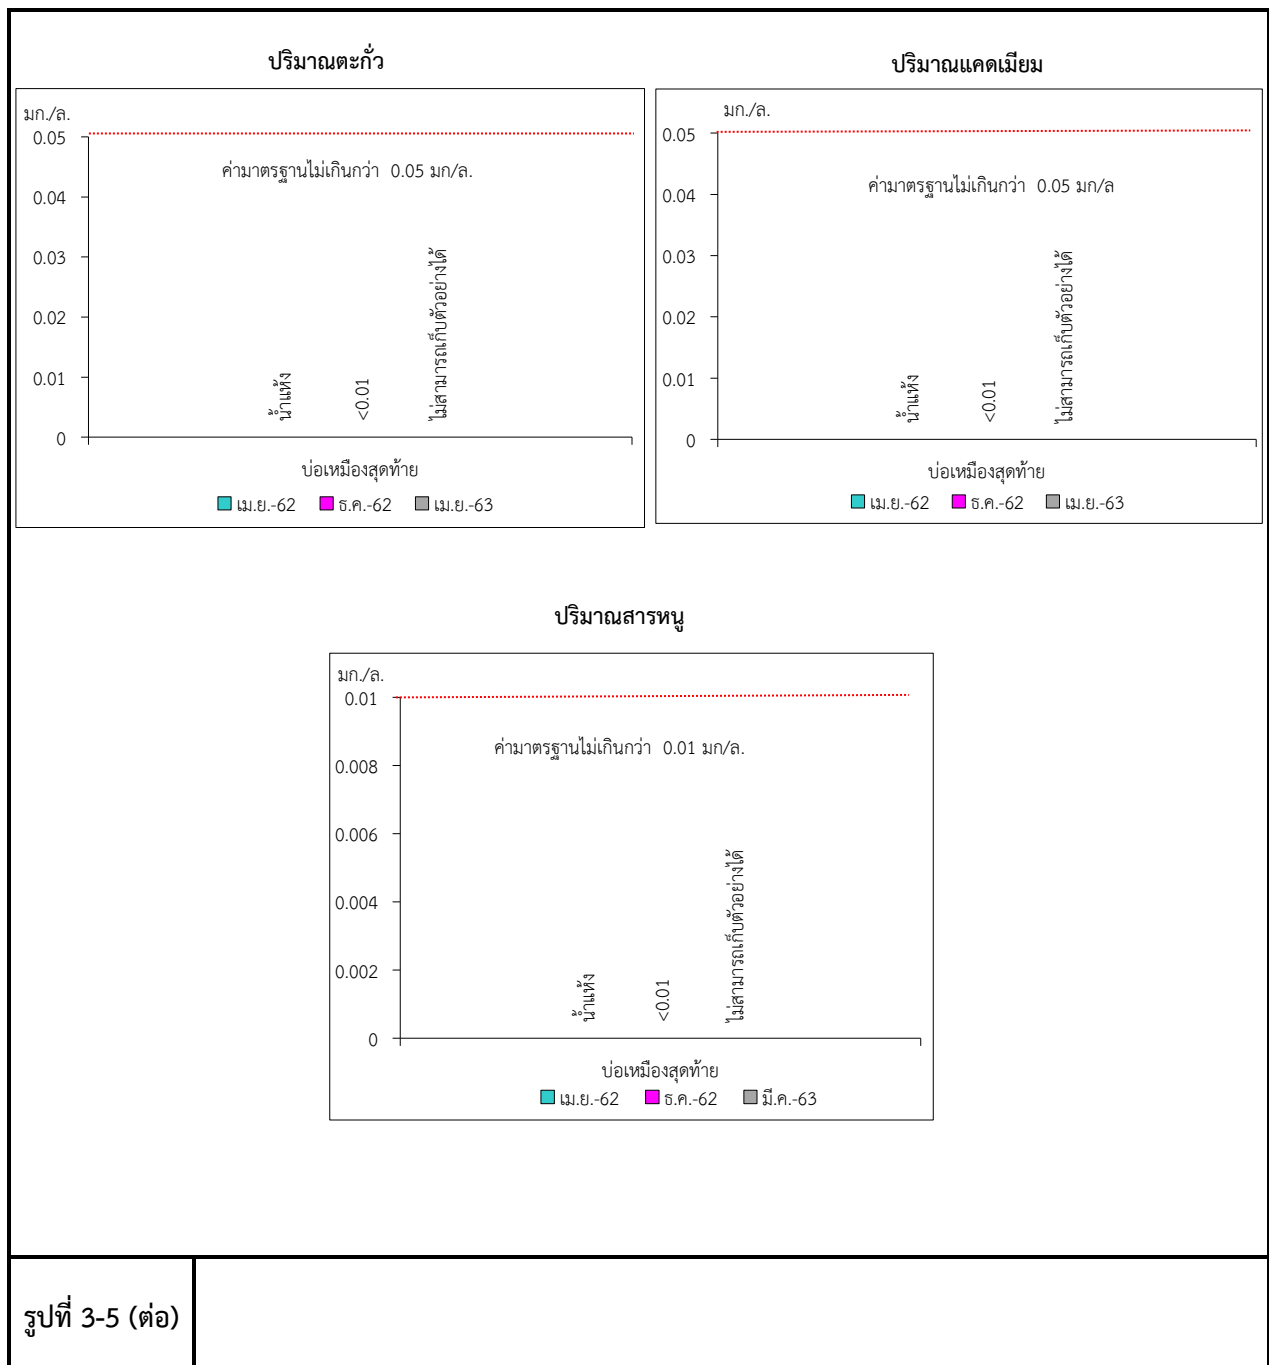 ปริมาณตะกั่ว
มก./ล.
0.05
ค่ามาตรฐานไม่เกินกว่า 0.05 มก/ล.
0.04
0.03
0.02
0.01
0
น้ำแห้ง
<0.01
ไม่สามารถเก็บตัวอย่างได้
บ่อเหมืองสุดท้าย
เม.ย.-62 ธ.ค.-62 เม.ย.-63
ปริมาณแคดเมียม
มก./ล.
0.05
ค่ามาตรฐานไม่เกินกว่า 0.05 มก/ล
0.04
0.03
0.02
0.01
0
น้ำแห้ง
<0.01
ไม่สามารถเก็บตัวอย่างได้
บ่อเหมืองสุดท้าย
เม.ย.-62 ธ.ค.-62 เม.ย.-63
ปริมาณสารหนู
มก./ล.
0.01
ค่ามาตรฐานไม่เกินกว่า 0.01 มก/ล.
0.008
0.006
0.004
0.002
0
น้ำแห้ง
<0.01
ไม่สามารถเก็บตัวอย่างได้
บ่อเหมืองสุดท้าย
เม.ย.-62 ธ.ค.-62 มี.ค.-63
รูปที่ 3-5 (ต่อ)